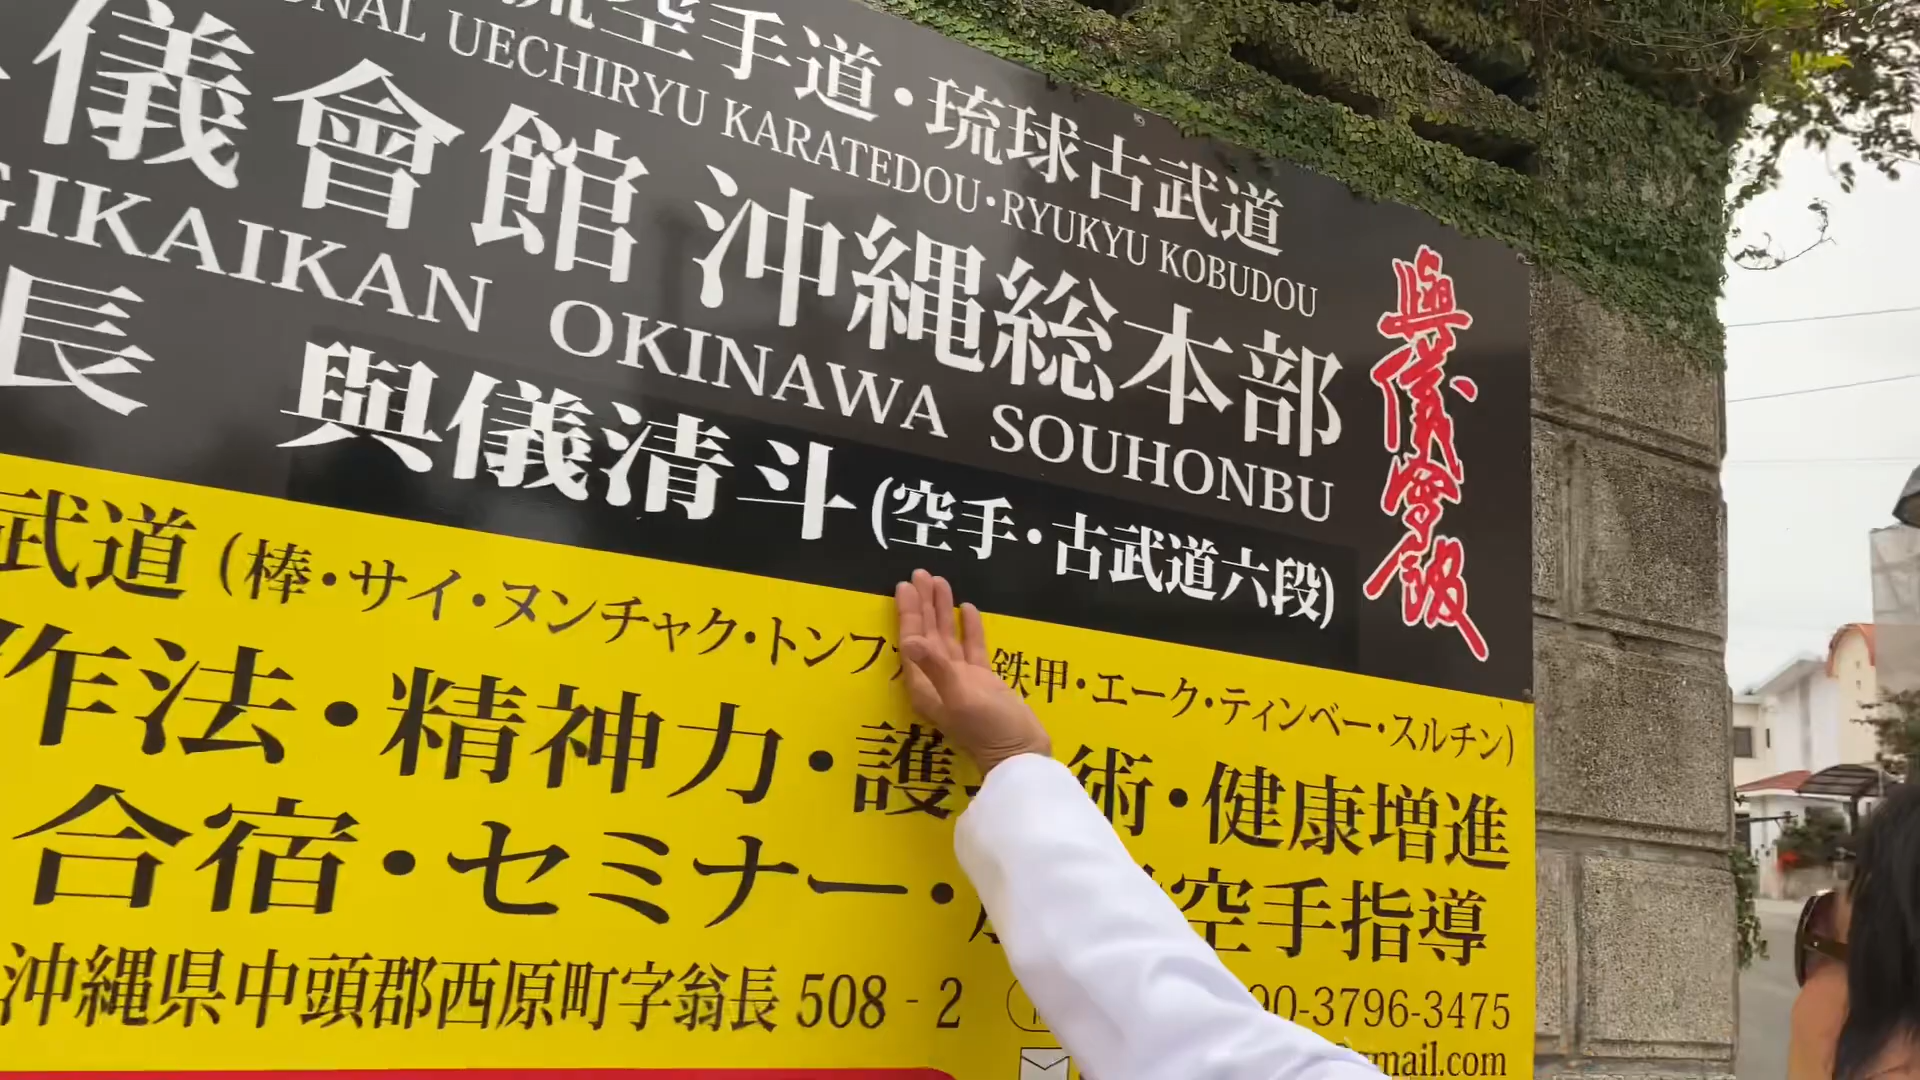 空手道・琉球古武道
UECHIRYU KARATEDOU・RYUKYU KOBUDOU
儀會館 沖縄総本部
GIKAIKAN OKINAWA SOUHONBU
長 與儀清斗(空手・古武道六段)
與儀會館
武道(棒・サイ・ヌンチャク・トンフ 鉄甲・エーク・ティンベー・スルチン)
作法・精神力・護 術・健康増進
合宿・セミナー・ 空手指導
沖縄県中頭郡西原町字翁長 508 - 2
90-3796-3475
mail.com